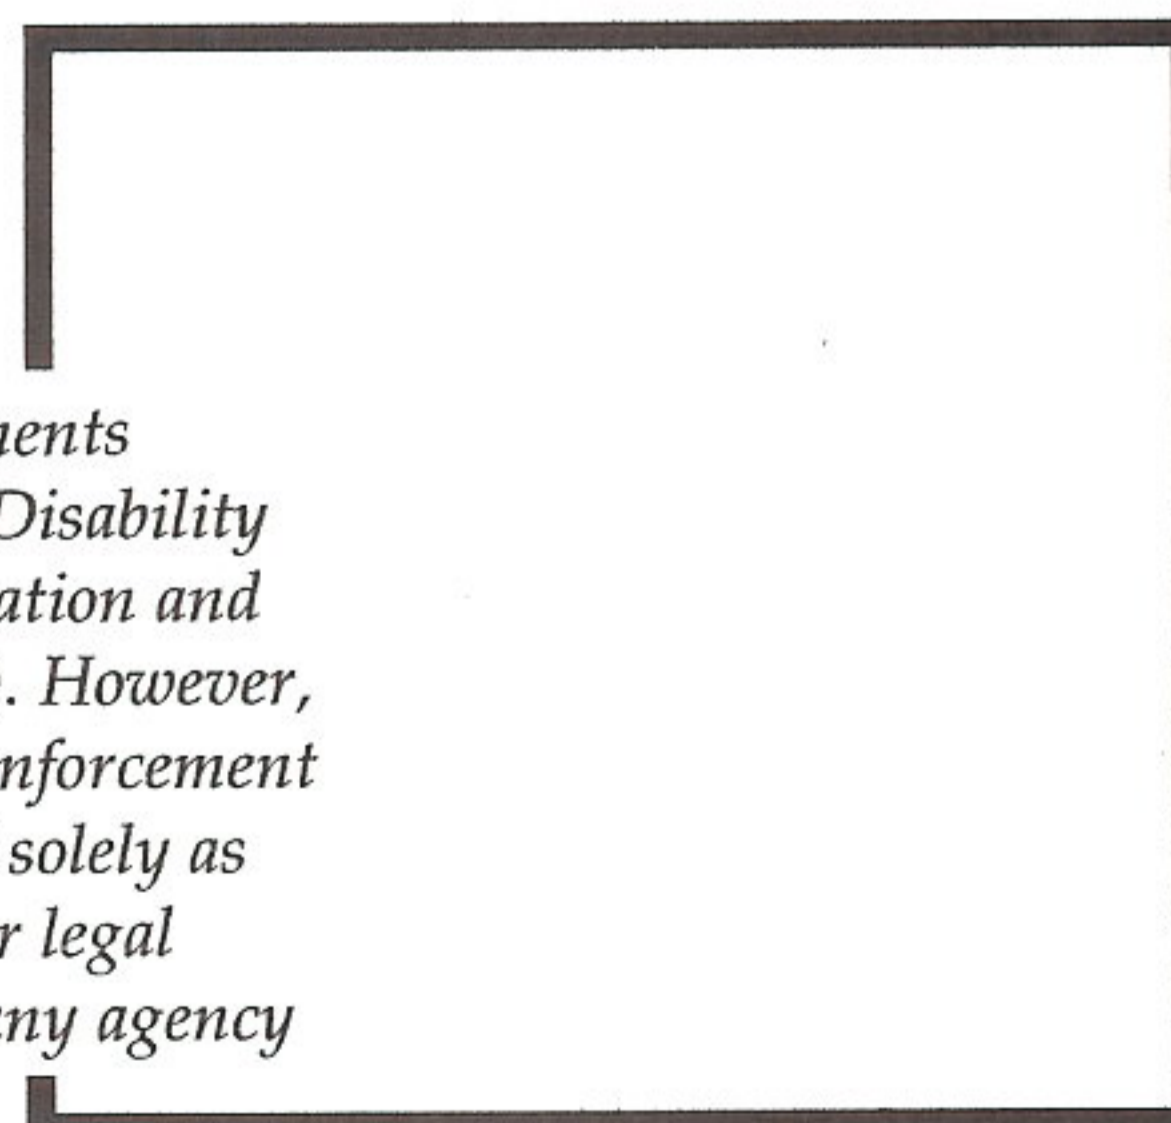 ents
Disability
ation and
. However,
nforcement
solely as
r legal
ny agency